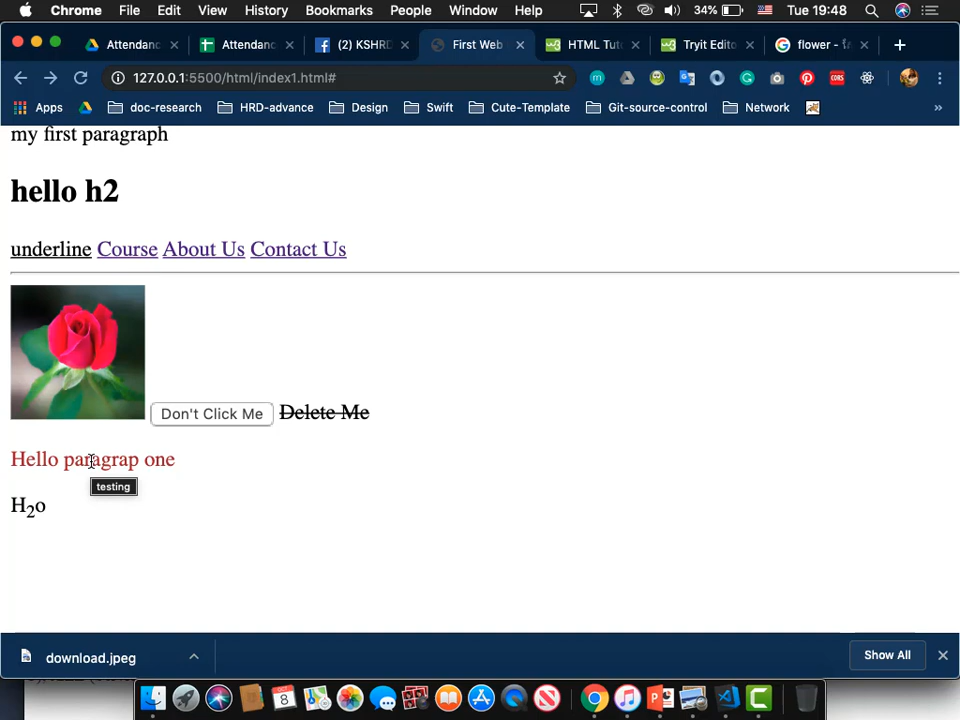 Chrome File Edit View History Bookmarks People Window Help 34% Tue 19:48
Attendanc Attendanc (2) KSHRD First Web HTML Tut Tryit Edito flower -
127.0.0.1:5500/html/index1.html#
Apps doc-research HRD-advance Design Swift Cute-Template Git-source-control Network »
my first paragraph
hello h2
underline Course About Us Contact Us
Don't Click Me Delete Me
Hello paragrap one
testing
H₂o
download.jpeg Show All